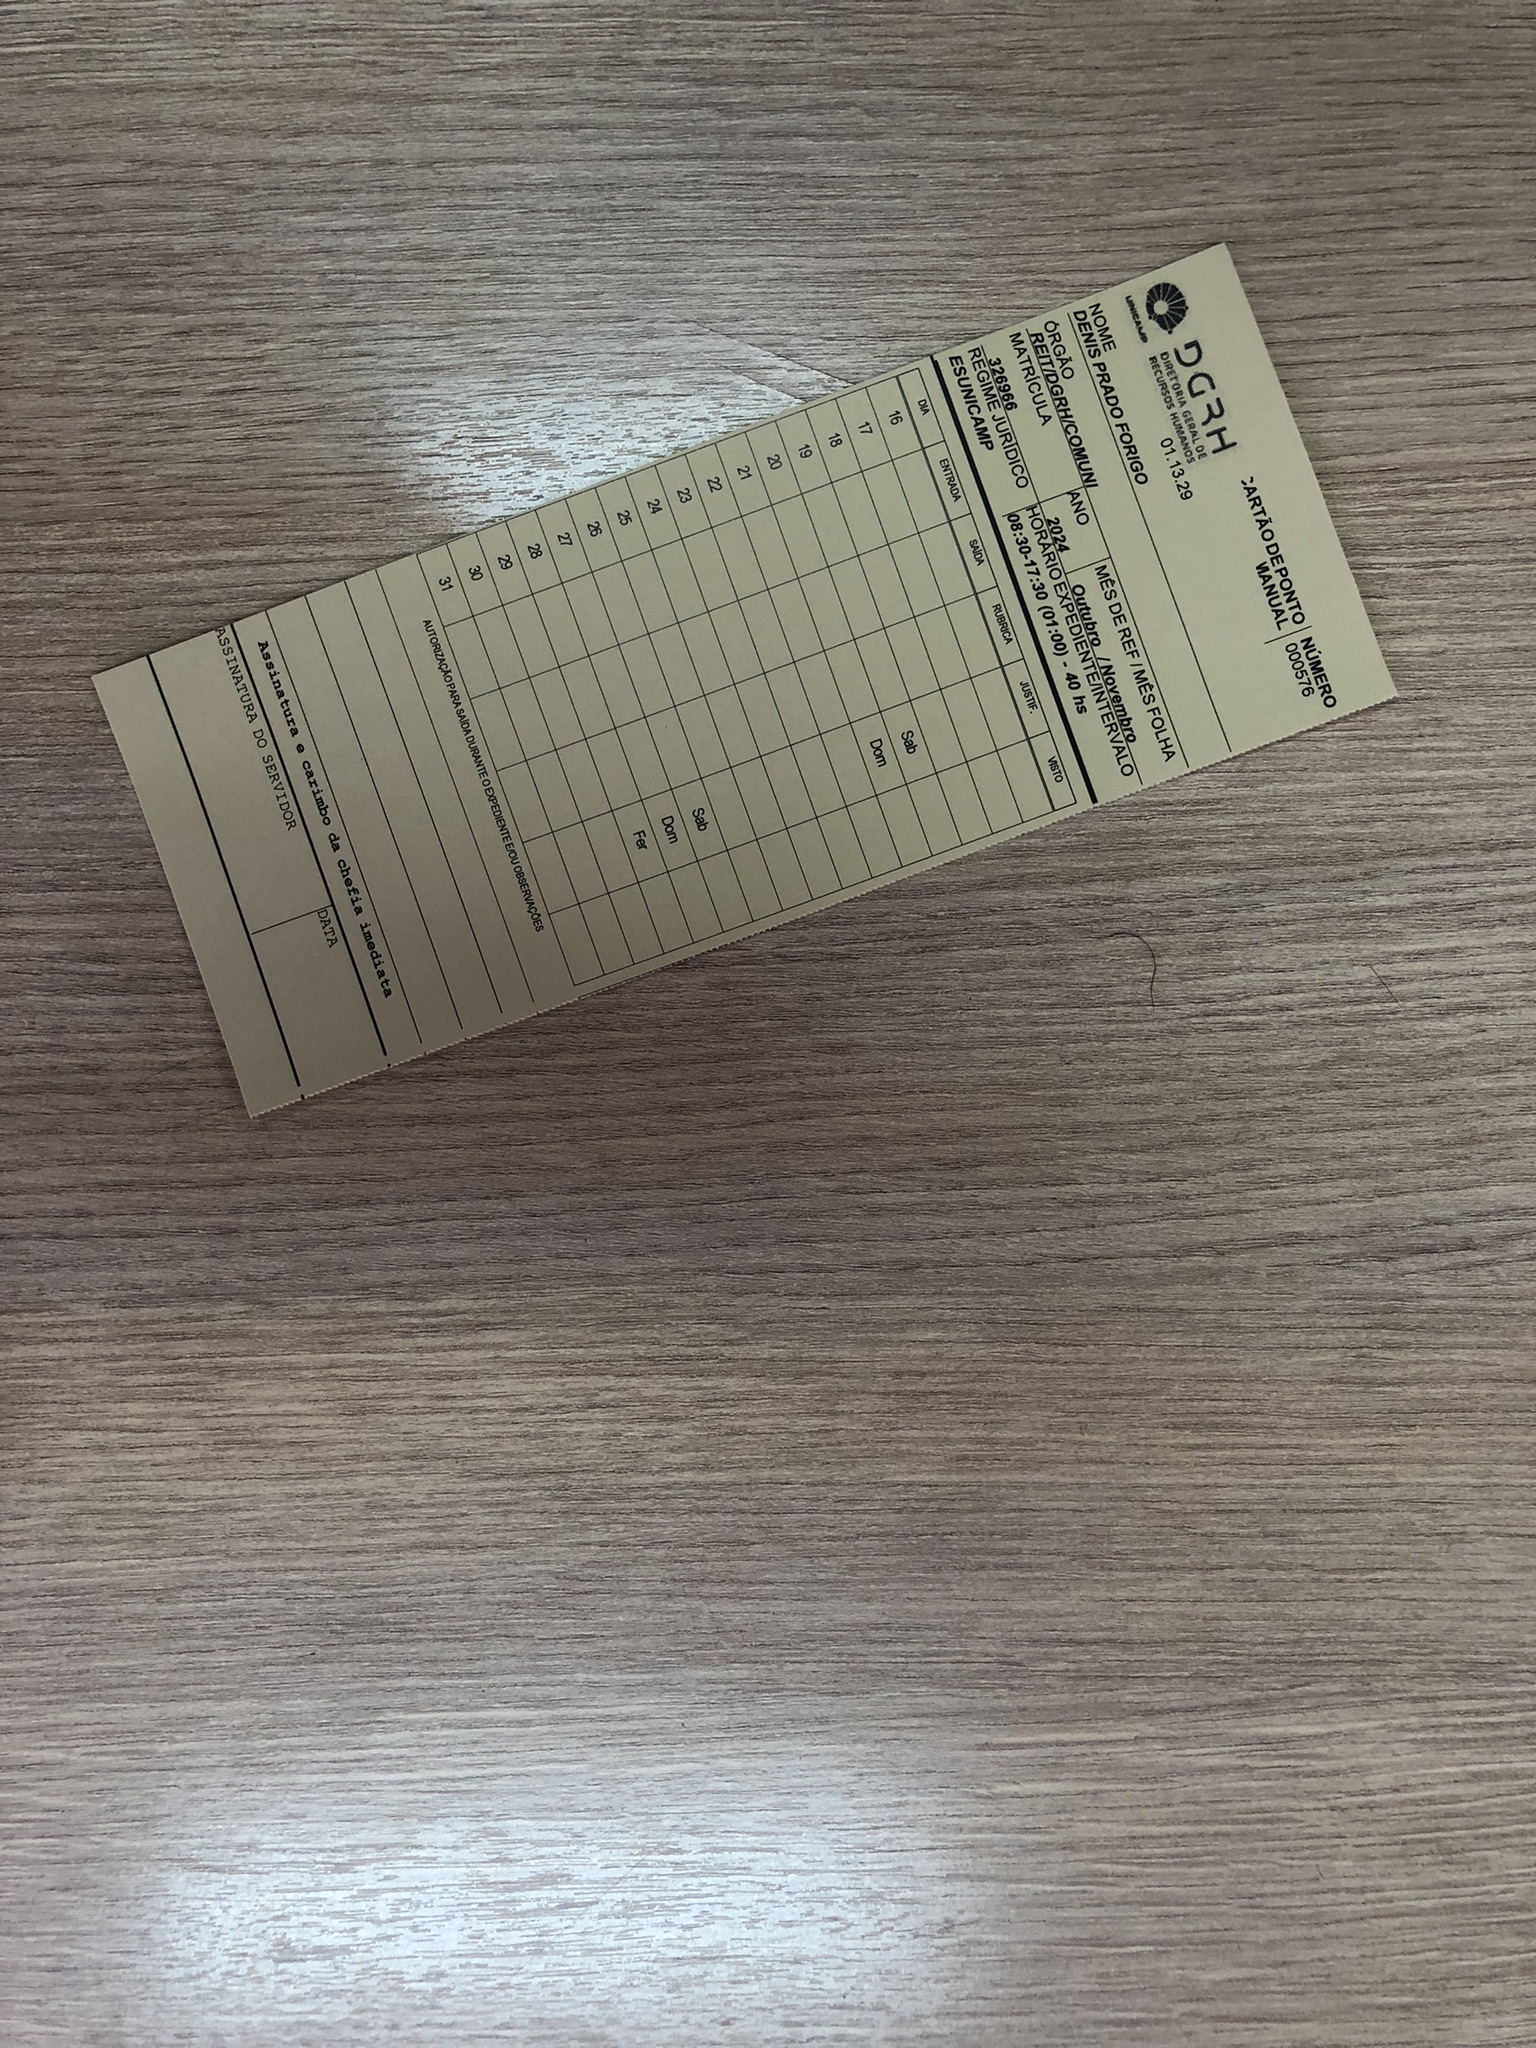 UNICAMP
DGRH
DIRETORIA GERAL DE
RECURSOS HUMANOS
01.13.29
CARTÃO DE PONTO
MANUAL
NÚMERO
000576
NOME
DENIS PRADO FORIGO
ÓRGÃO
REIT/DGRH/COMUNI
MÊS DE REF / MÊS FOLHA
Outubro / Novembro
MATRÍCULA
326966
ANO
2024
REGIME JURÍDICO
ESUNICAMP
HORÁRIO EXPEDIENTE/INTERVALO
08:30-17:30 (01:00) - 40 hs
DIA ENTRADA SAÍDA RUBRICA JUSTIF. VISTO
16
17
18
19 Sab
20 Dom
21
22
23
24
25
26 Sab
27 Dom
28 Fer
29
30
31
AUTORIZAÇÃO PARA SAÍDA DURANTE O EXPEDIENTE E/OU OBSERVAÇÕES
Assinatura e carimbo da chefia imediata
ASSINATURA DO SERVIDOR DATA